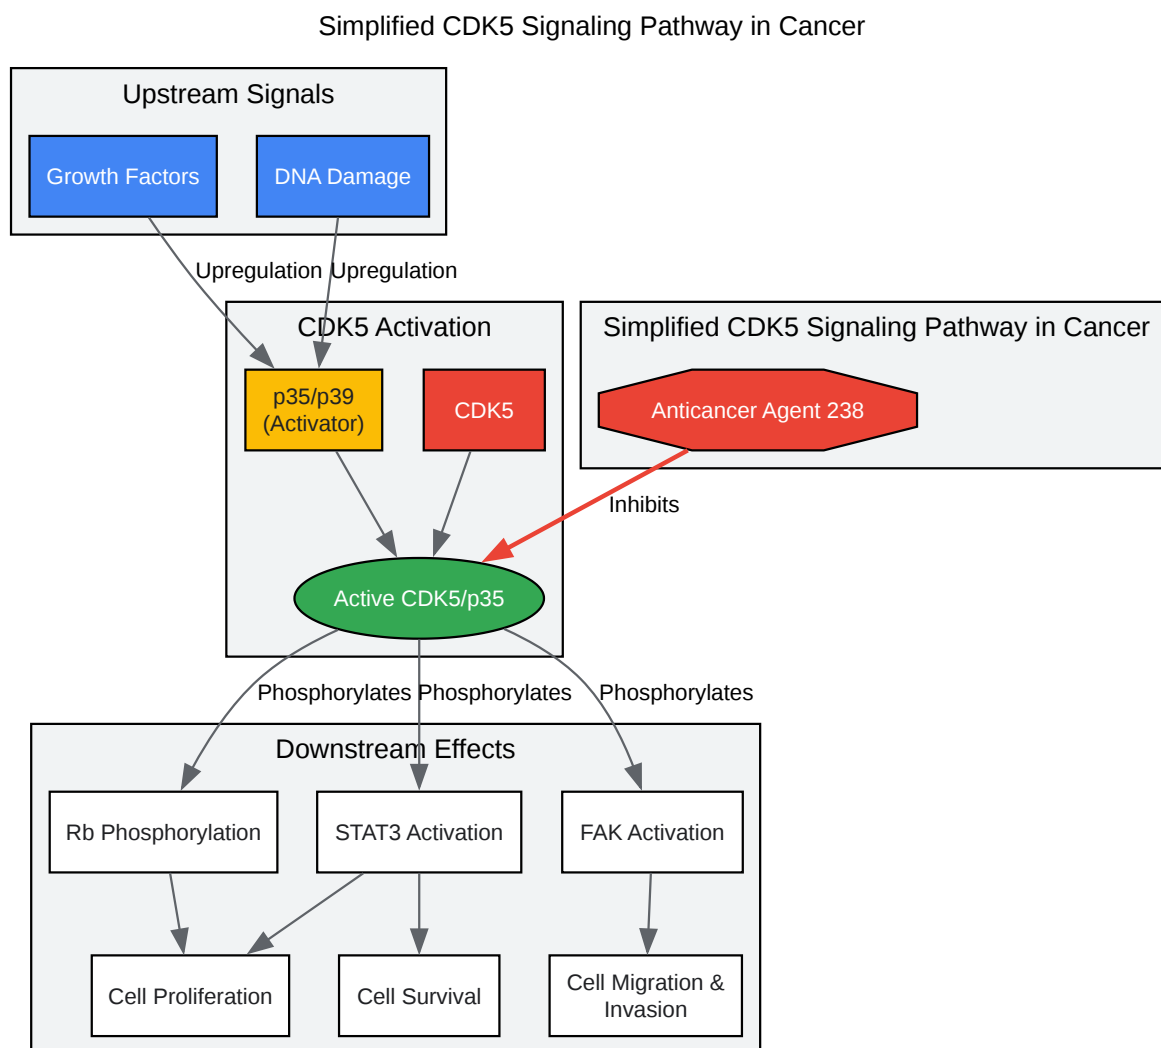 Simplified CDK5 Signaling Pathway in Cancer
Upstream Signals
Growth Factors
DNA Damage
Upregulation
Upregulation
CDK5 Activation
Simplified CDK5 Signaling Pathway in Cancer
p35/p39
(Activator)
CDK5
Anticancer Agent 238
Inhibits
Active CDK5/p35
Phosphorylates
Phosphorylates
Phosphorylates
Downstream Effects
Rb Phosphorylation
STAT3 Activation
FAK Activation
Cell Proliferation
Cell Survival
Cell Migration &
Invasion